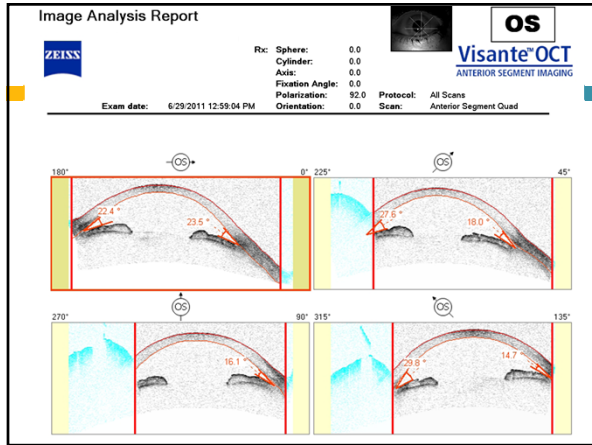 Image Analysis Report
OS
ZEISS
Rx: Sphere: 0.0
Cylinder: 0.0
Axis: 0.0
Fixation Angle: 0.0
Polarization: 92.0 Protocol: All Scans
Exam date: 6/29/2011 12:59:04 PM Orientation: 0.0 Scan: Anterior Segment Quad
Visante™ OCT
ANTERIOR SEGMENT IMAGING
OS
180° 0°
22.4 ° 23.5 °
OS
225° 45°
27.6 ° 18.0 °
OS
270° 90°
16.1 °
OS
315° 135°
29.8 ° 14.7 °